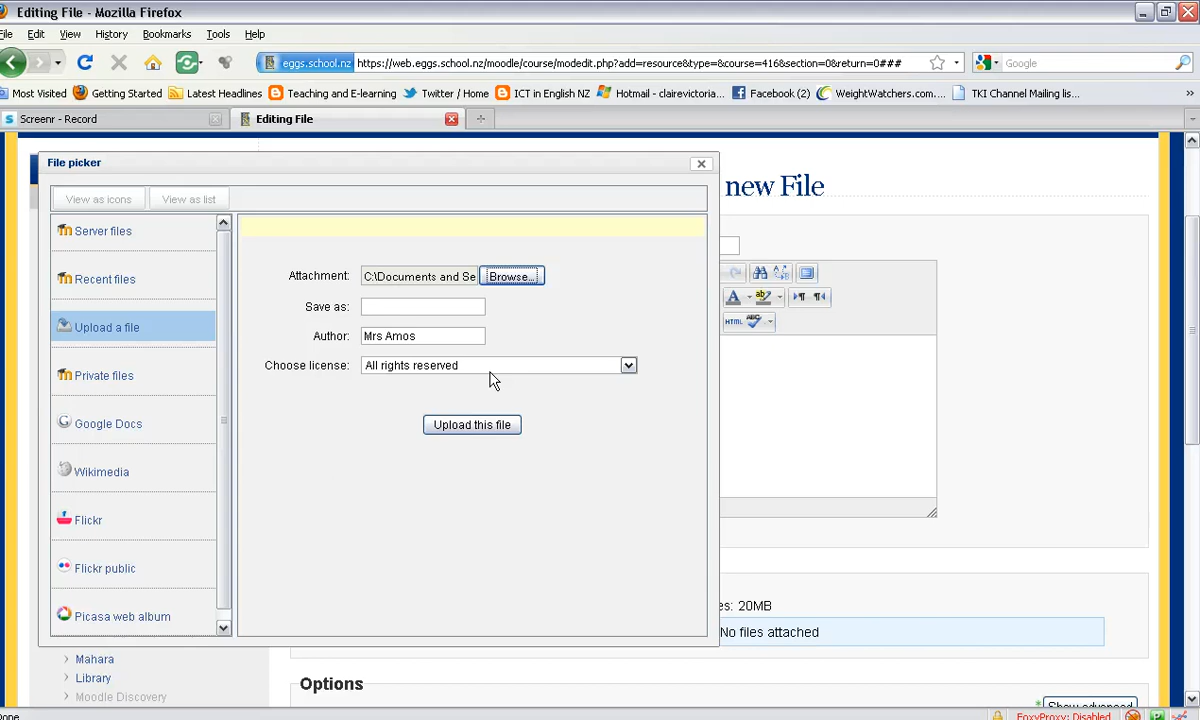 Editing File - Mozilla Firefox
File Edit View History Bookmarks Tools Help
eggs.school.nz https://web.eggs.school.nz/moodle/course/modedit.php?add=resource&type=&course=416&section=0&return=0### Google
Most Visited Getting Started Latest Headlines Teaching and E-learning Twitter / Home ICT in English NZ Hotmail - clairevictoria... Facebook (2) WeightWatchers.com... TKI Channel Mailing lis... »
Screenr - Record Editing File
File picker
new File
View as icons View as list
Server files
Recent files
Upload a file
Private files
Google Docs
Wikimedia
Flickr
Flickr public
Picasa web album
Attachment: C:\Documents and Se Browse...
Save as:
Author: Mrs Amos
Choose license: All rights reserved
Upload this file
HTML ABC
es: 20MB
No files attached
Mahara
Library
Moodle Discovery
Options
* Show advanced
Done
FoxyProxy: Disabled